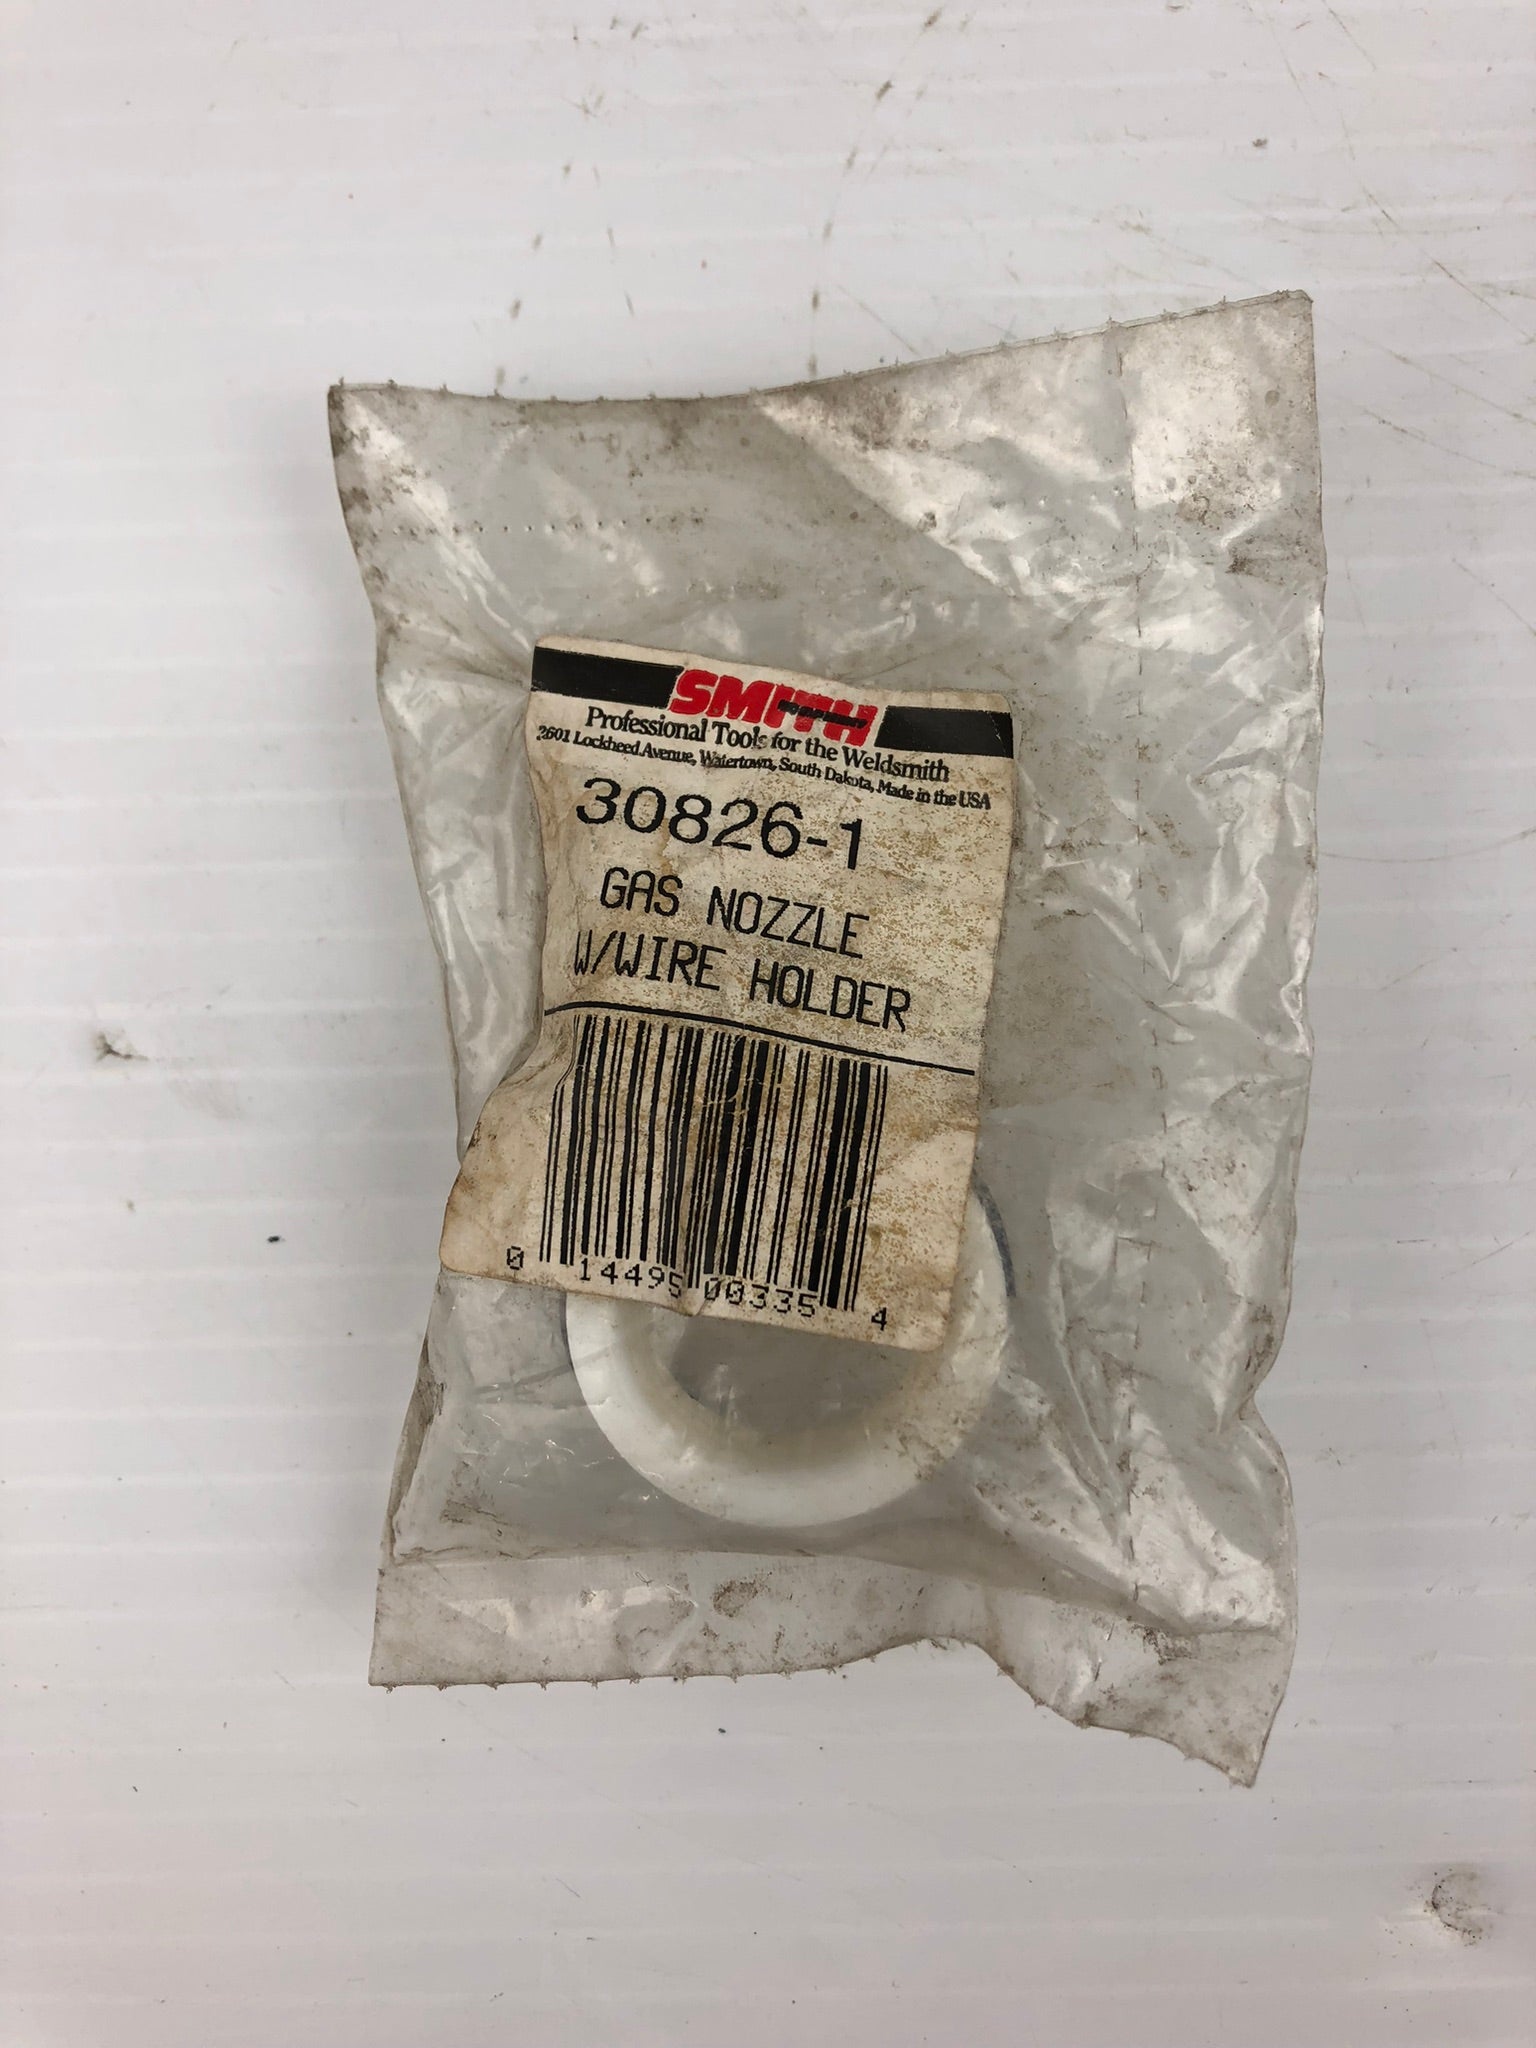 SMITH
Professional Tools for the Weldsmith
2601 Lockheed Avenue, Watertown, South Dakota, Made in the USA
30826-1
GAS NOZZLE
W/WIRE HOLDER
0 14495 00335 4